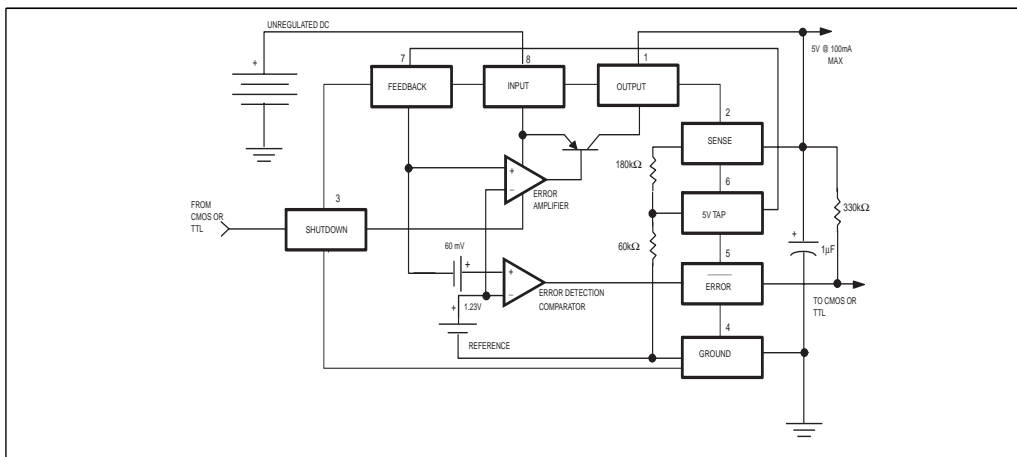 UNREGULATED DC
+
7
8
1
5V @ 100mA
MAX
FEEDBACK
INPUT
OUTPUT
2
SENSE
180kΩ
+
−
ERROR
AMPLIFIER
6
5V TAP
330kΩ
FROM
CMOS OR
TTL
3
SHUTDOWN
60kΩ
+
1μF
60 mV
+
+
−
5
ERROR
ERROR DETECTION
COMPARATOR
TO CMOS OR
TTL
+
1.23V
REFERENCE
4
GROUND